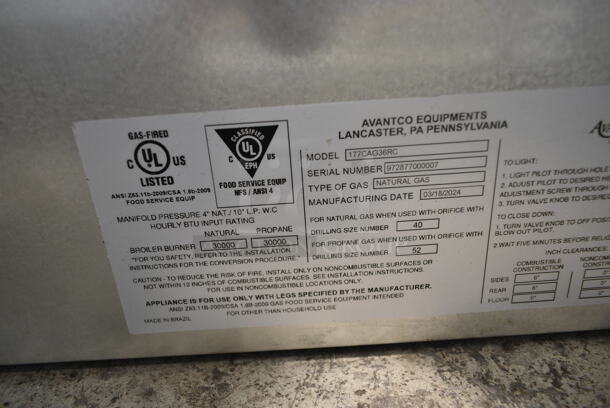 GAS-FIRED
C UL US
LISTED
ANSI Z83.11b-2009/CSA 1.8b-2009
FOOD SERVICE EQUIP
CLASSIFIED
C UL US
EPH
FOOD SERVICE EQUIP
NFS / ANSI 4
MANIFOLD PRESSURE 4" NAT./ 10" L.P. W.C
HOURLY BTU INPUT RATING
NATURAL PROPANE
BROILER BURNER 30000 30000
"FOR YOU SAFETY, REFER TO THE INSTALLATION
INSTRUCTIONS FOR THE CONVERSION PROCEDURE"
AVANTCO EQUIPMENTS
LANCASTER, PA PENNSYLVANIA
MODEL 177CAG36RC
SERIAL NUMBER 972877000007
TYPE OF GAS NATURAL GAS
MANUFACTURING DATE 03/18/2024
FOR NATURAL GAS WHEN USED WITH ORIFICE WITH
DRILLING SIZE NUMBER 40
FOR PROPANE GAS WHEN USED WITH ORIFICE WITH
DRILLING SIZE NUMBER 52
CAUTION - TO REDUCE THE RISK OF FIRE, INSTALL ONLY ON NONCOMBUSTIBLE SURFACES OR
NOT WITHIN 12 INCHES OF COMBUSTIBLE SURFACES. SEE INSTALLATION INSTRUCTIONS.
FOR USE IN NONCOMBUSTIBLE LOCATIONS ONLY
APPLIANCE IS FOR USE ONLY WITH LEGS SPECIFIED BY THE MANUFACTURER.
ANSI Z83.11B-2009/CSA 1.8B-2009 GAS FOOD SERVICE EQUIPMENT INTENDED
FOR OTHER THAN HOUSEHOLD USE
MADE IN BRAZIL
TO LIGHT:
1. LIGHT PILOT THROUGH HOLE
2. ADJUST PILOT TO DESIRED
ADJUSTMENT SCREW THROUGH
3. TURN VALVE KNOB TO DESIRED
TO CLOSE DOWN:
1. TURN VALVE KNOB TO OFF
BLOW OUT PILOT.
2.WAIT FIVE MINUTES BEFORE
INCH CLEARANCES:
COMBUSTIBLE
CONSTRUCTION
SIDES 6"
REAR 6"
FLOOR 6"